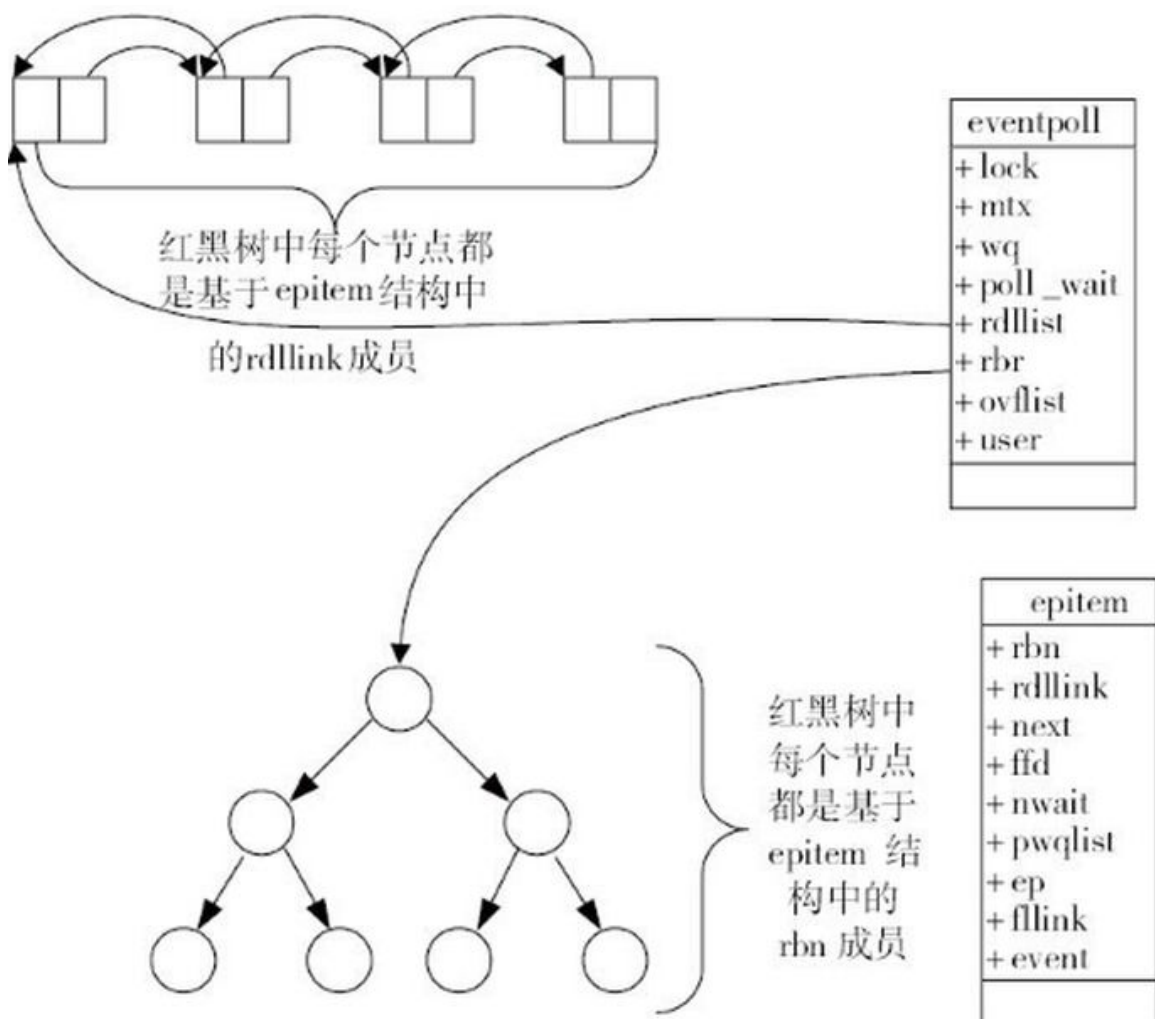 红黑树中每个节点都
是基于epitem结构中
的rdllink成员
eventpoll
+lock
+mtx
+wq
+poll_wait
+rdllist
+rbr
+ovflist
+user
红黑树中
每个节点
都是基于
epitem 结
构中的
rbn 成员
epitem
+rbn
+rdllink
+next
+ffd
+nwait
+pwqlist
+ep
+fllink
+event